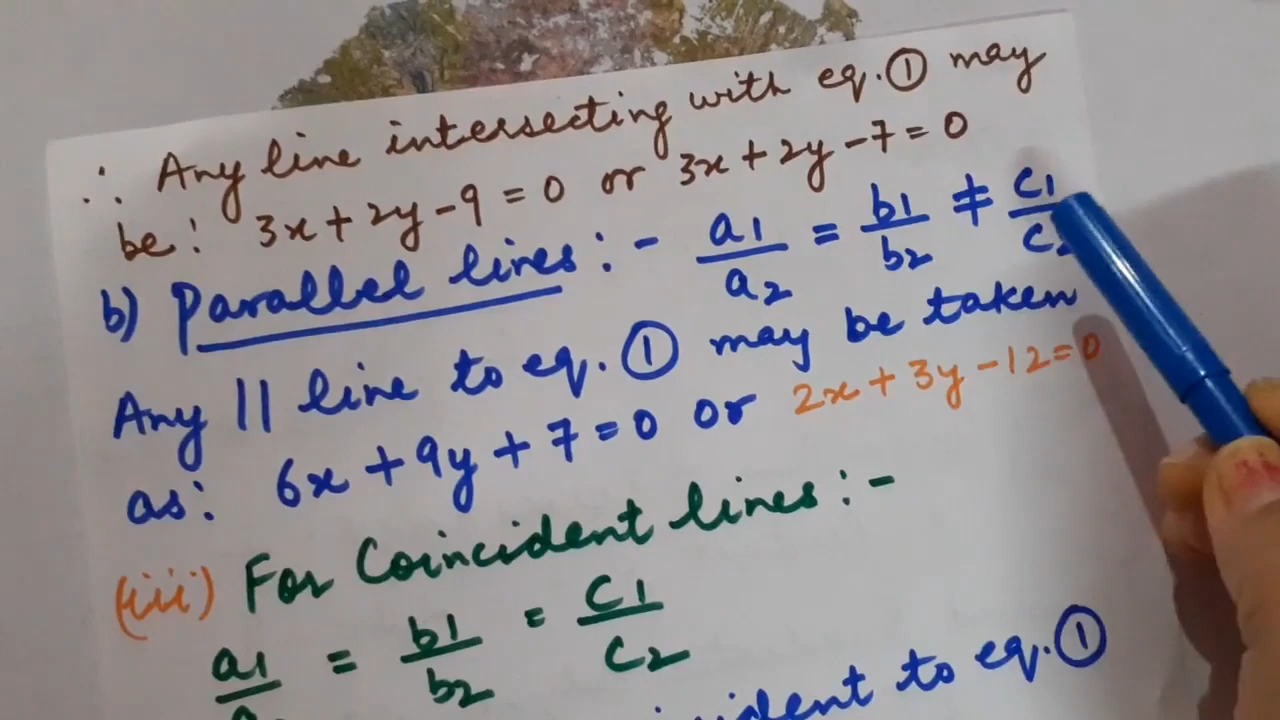 ∴ Any line intersecting with eq. ① may
be: 3x + 2y - 9 = 0 or 3x + 2y - 7 = 0
b) Parallel lines :- a1/a2 = b1/b2 ≠ c1/c2
Any || line to eq. ① may be taken
as: 6x + 9y + 7 = 0 or 2x + 3y - 12 = 0
(iii) For Coincident lines :-
a1/a2 = b1/b2 = C1/C2
to eq. ①